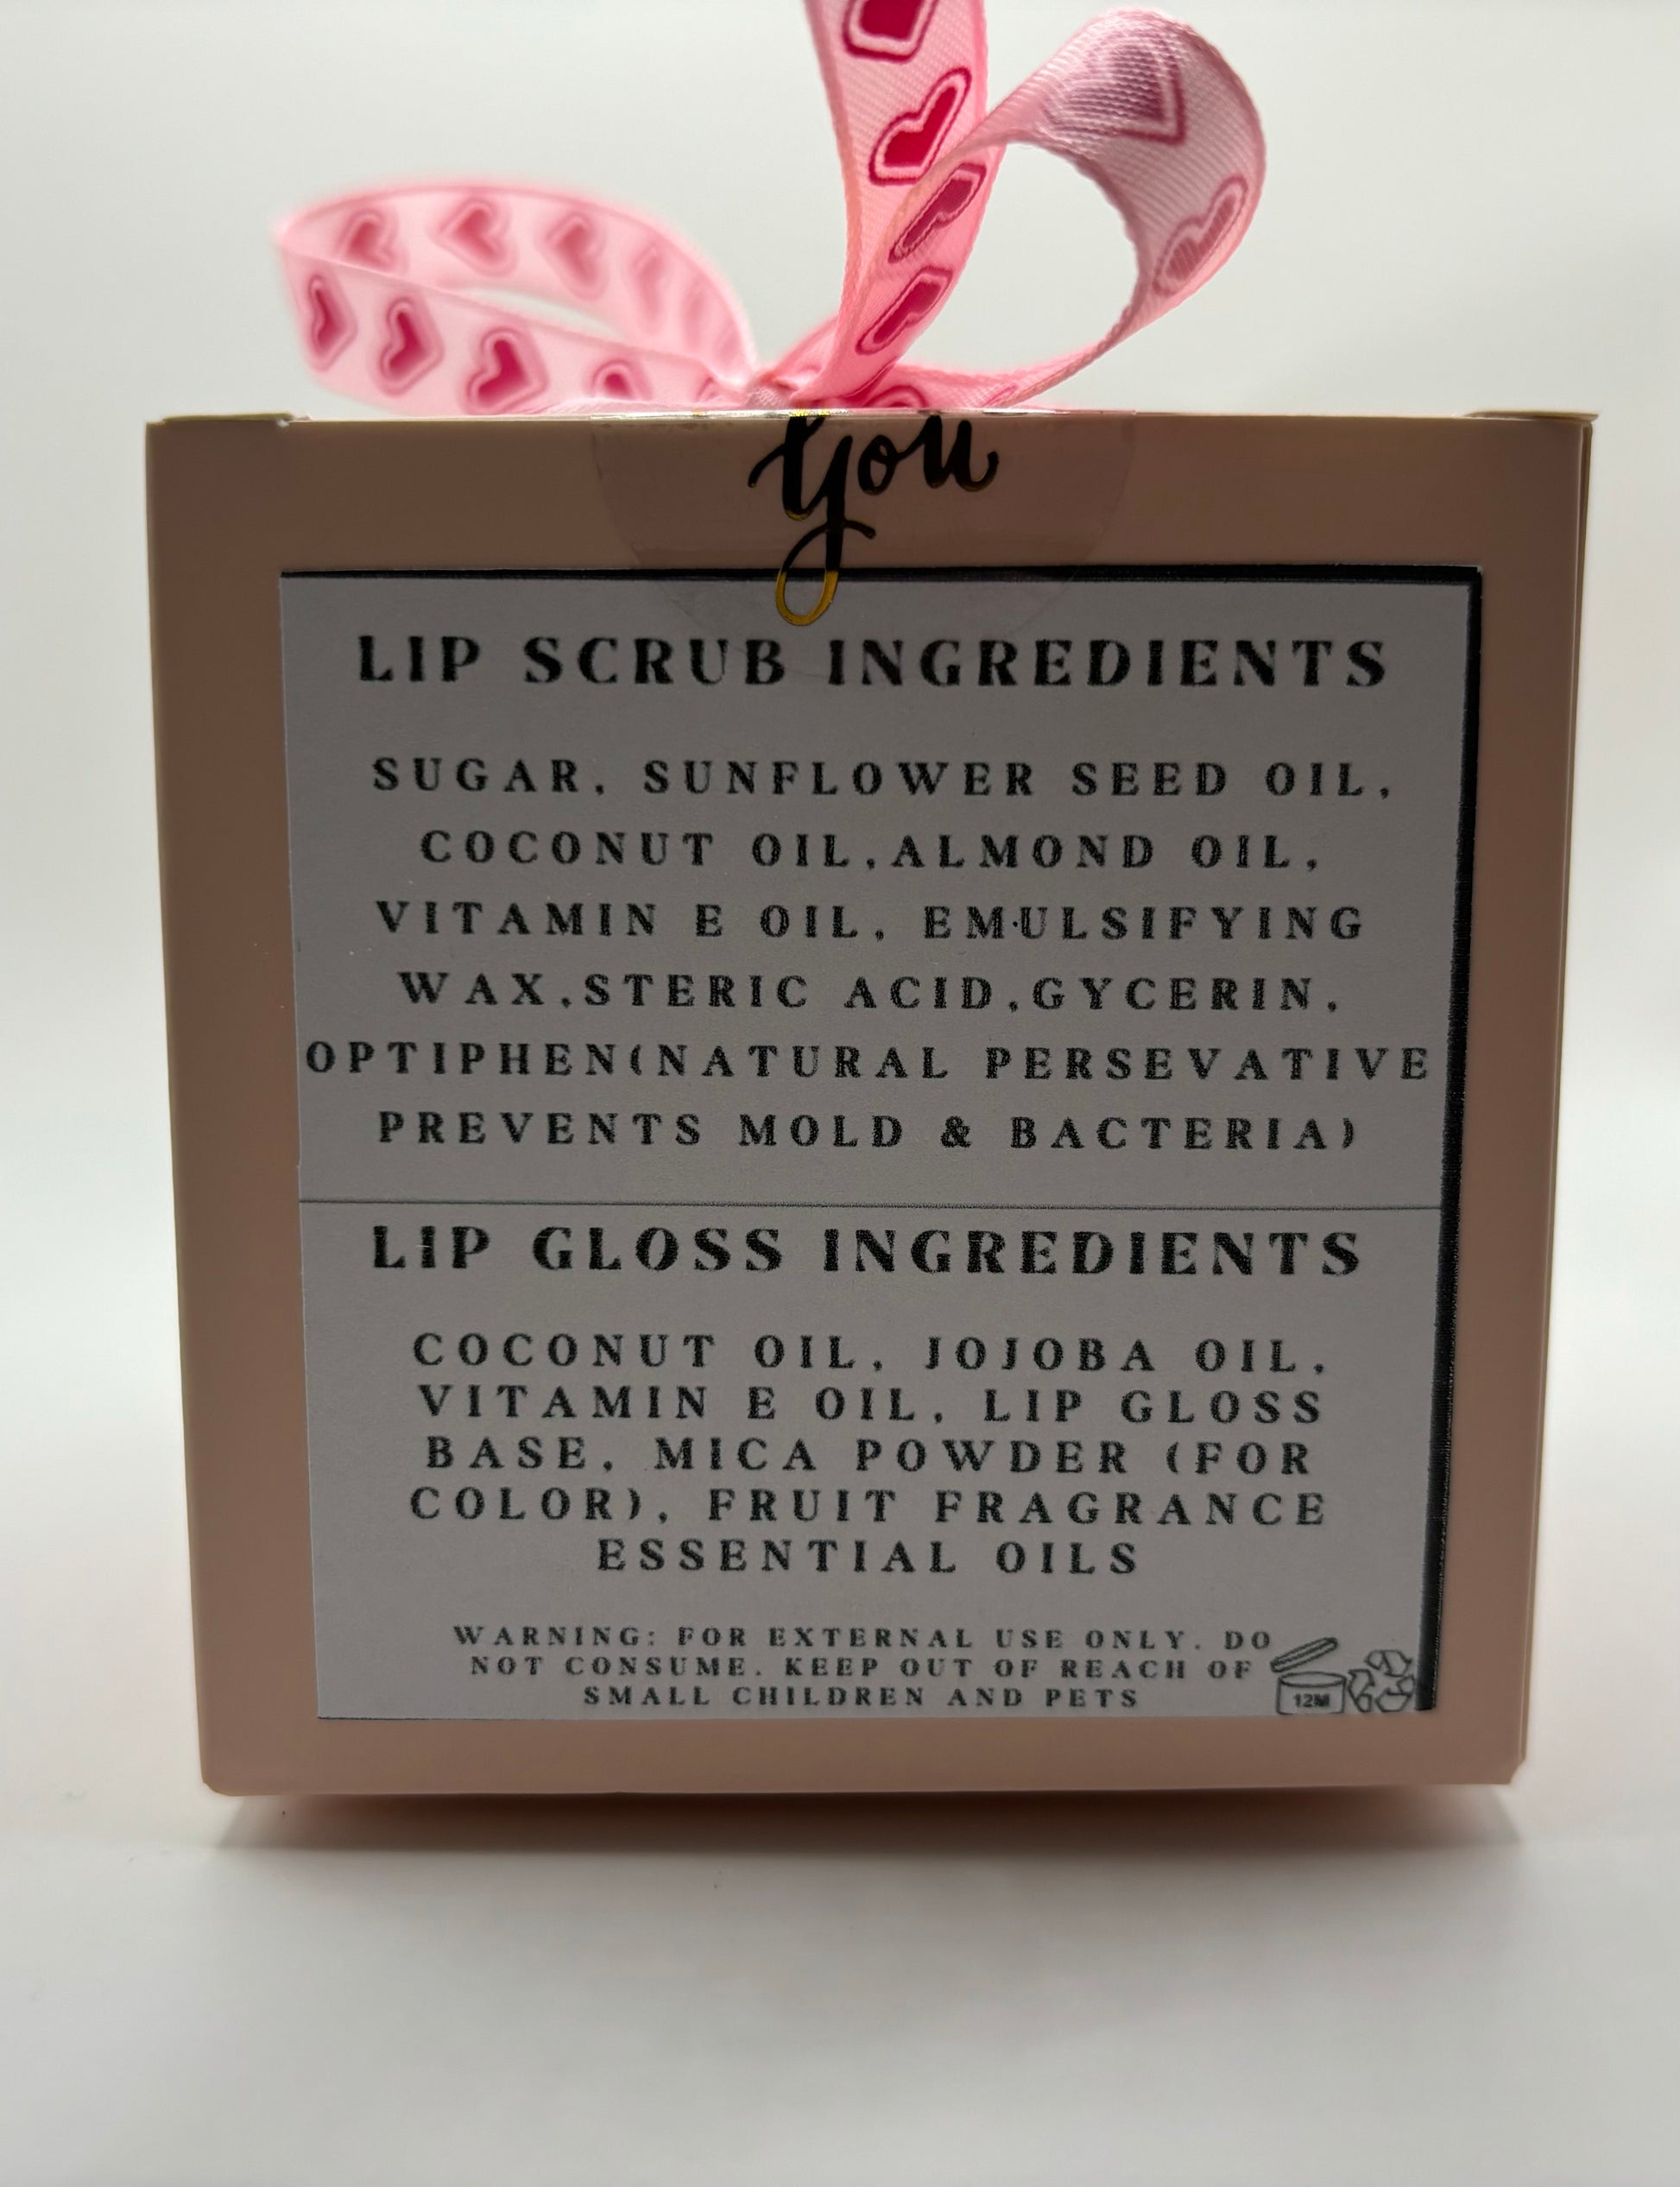 you
LIP SCRUB INGREDIENTS
SUGAR, SUNFLOWER SEED OIL,
COCONUT OIL,ALMOND OIL,
VITAMIN E OIL, EMULSIFYING
WAX,STERIC ACID,GYCERIN,
OPTIPHEN(NATURAL PERSEVATIVE
PREVENTS MOLD & BACTERIA)
LIP GLOSS INGREDIENTS
COCONUT OIL, JOJOBA OIL,
VITAMIN E OIL, LIP GLOSS
BASE, MICA POWDER (FOR
COLOR), FRUIT FRAGRANCE
ESSENTIAL OILS
WARNING: FOR EXTERNAL USE ONLY. DO
NOT CONSUME. KEEP OUT OF REACH OF
SMALL CHILDREN AND PETS
12M